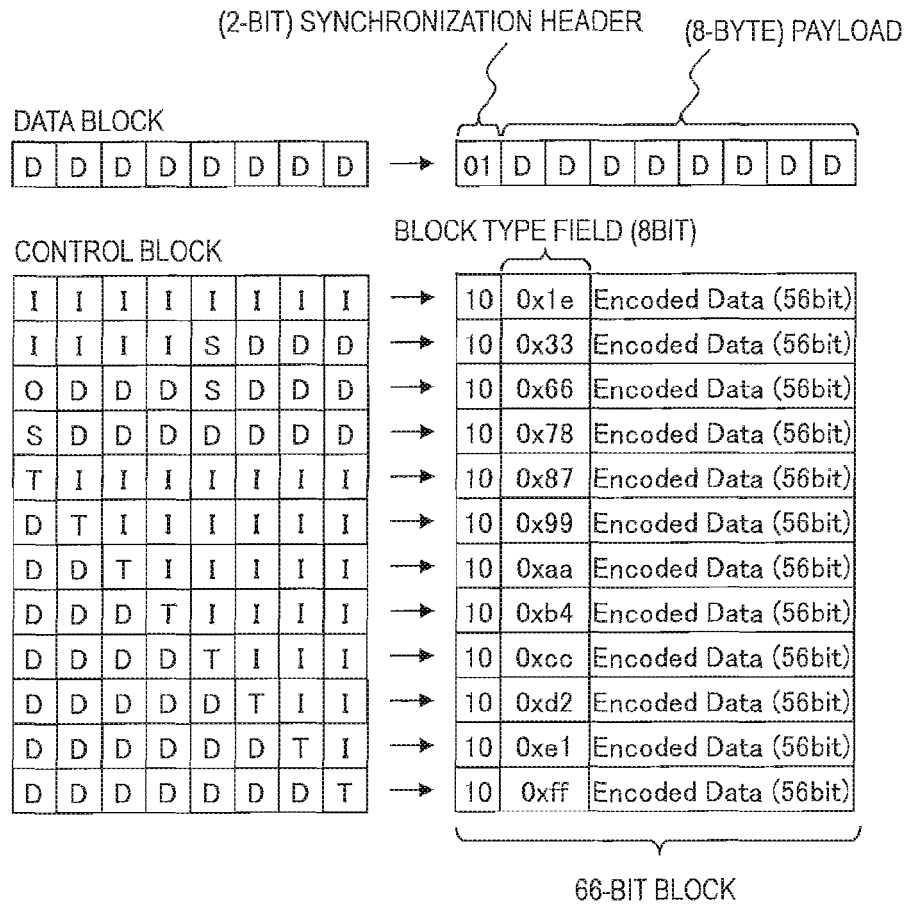 (2-BIT) SYNCHRONIZATION HEADER
(8-BYTE) PAYLOAD
DATA BLOCK
D D D D D D D D → 01 D D D D D D D D
CONTROL BLOCK
BLOCK TYPE FIELD (8BIT)
I I I I I I I I → 10 0x1e Encoded Data (56bit)
I I I I S D D D → 10 0x33 Encoded Data (56bit)
O D D D S D D D → 10 0x66 Encoded Data (56bit)
S D D D D D D D → 10 0x78 Encoded Data (56bit)
T I I I I I I I → 10 0x87 Encoded Data (56bit)
D T I I I I I I → 10 0x99 Encoded Data (56bit)
D D T I I I I I → 10 0xaa Encoded Data (56bit)
D D D T I I I I → 10 0xb4 Encoded Data (56bit)
D D D D T I I I → 10 0xcc Encoded Data (56bit)
D D D D D T I I → 10 0xd2 Encoded Data (56bit)
D D D D D D T I → 10 0xe1 Encoded Data (56bit)
D D D D D D D T → 10 0xff Encoded Data (56bit)
66-BIT BLOCK